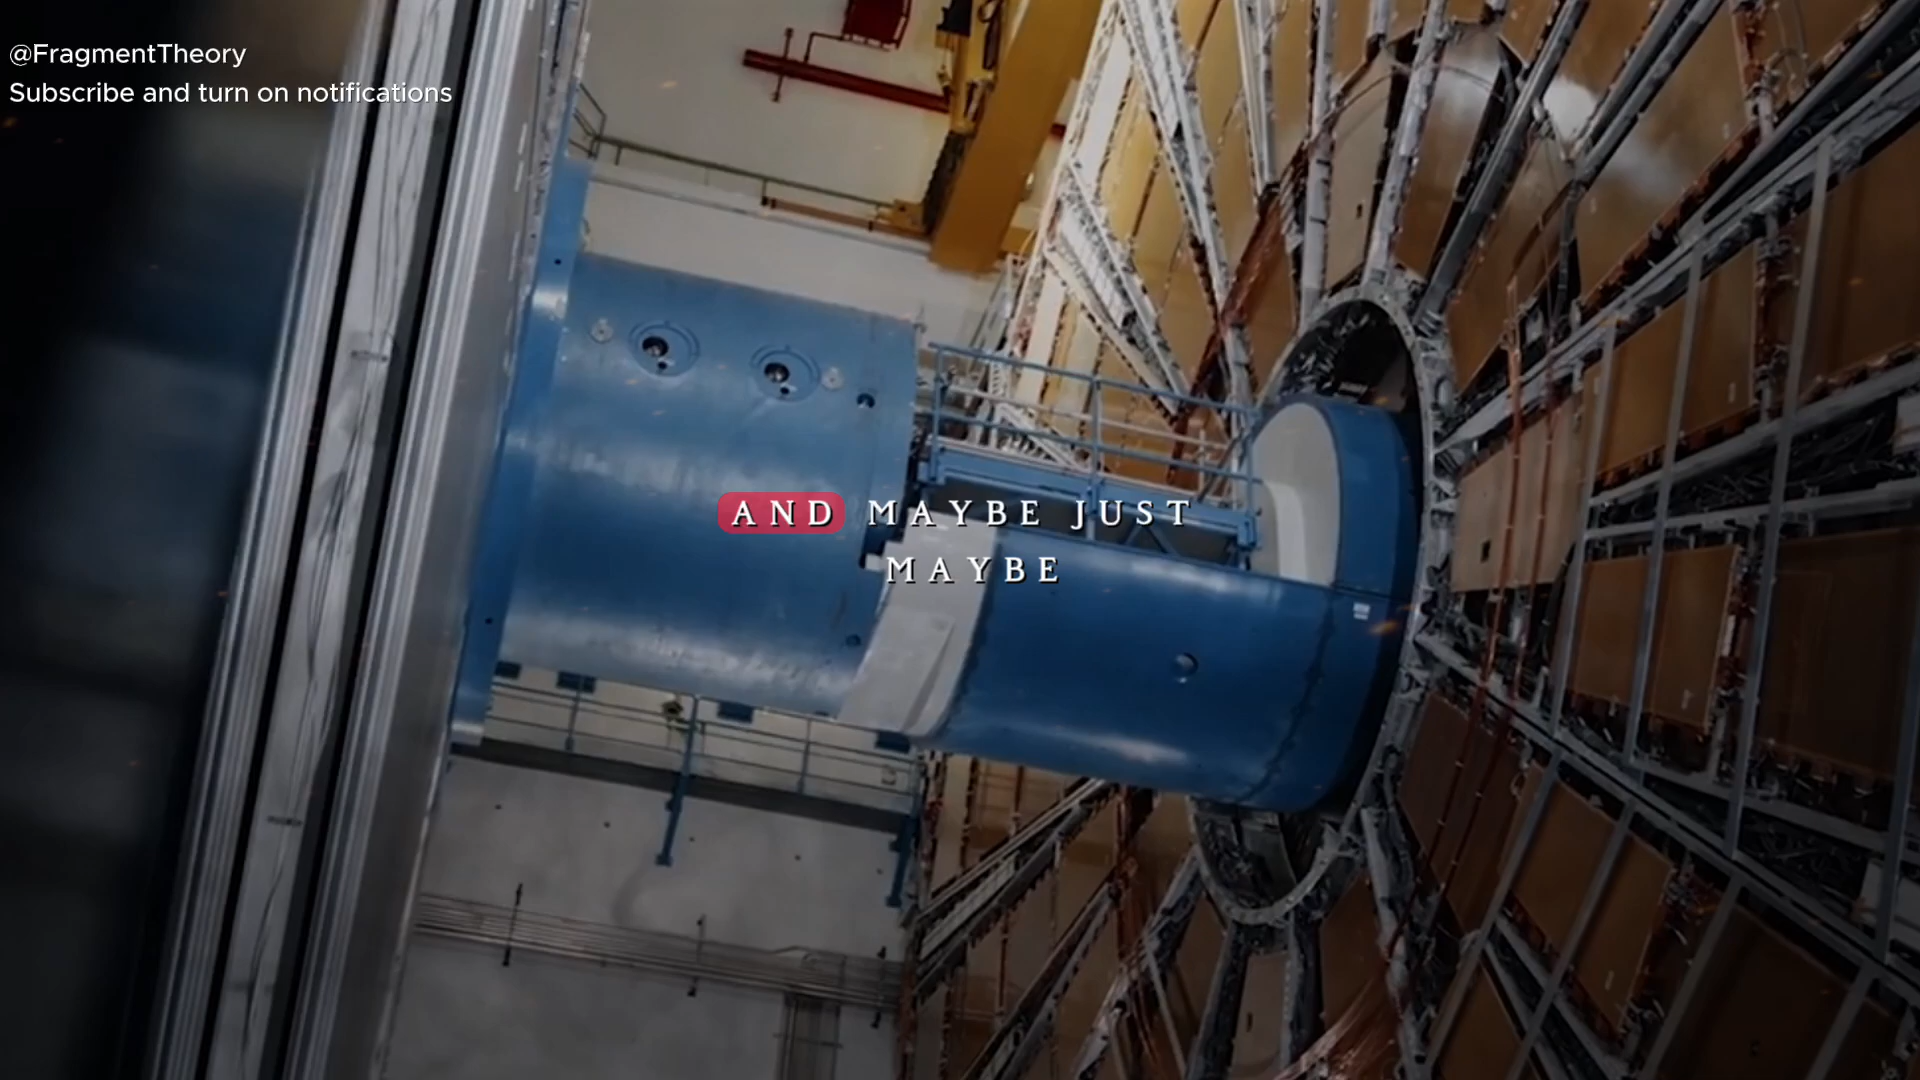 @FragmentTheory
Subscribe and turn on notifications
AND MAYBE JUST
MAYBE